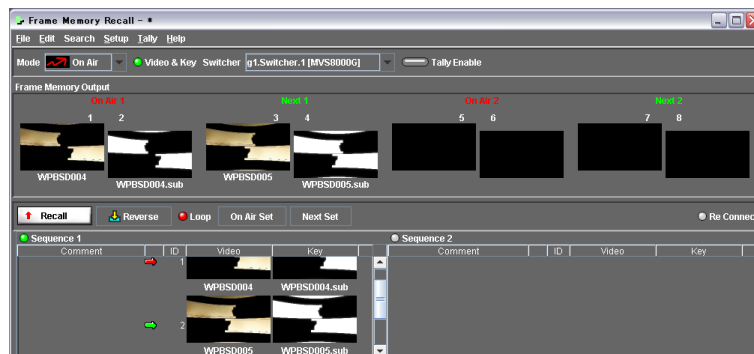 Frame Memory Recall - *
File Edit Search Setup Tally Help
Mode On Air Video & Key Switcher g1.Switcher.1 [MVS8000G] Tally Enable
Frame Memory Output
On Air 1 Next 1 On Air 2 Next 2
1 2 3 4 5 6 7 8
WPBSD004 WPBSD004.sub WPBSD005 WPBSD005.sub
Recall Reverse Loop On Air Set Next Set Re Connec
Sequence 1 Sequence 2
Comment ID Video Key Comment ID Video Key
1
WPBSD004 WPBSD004.sub
2
WPBSD005 WPBSD005.sub